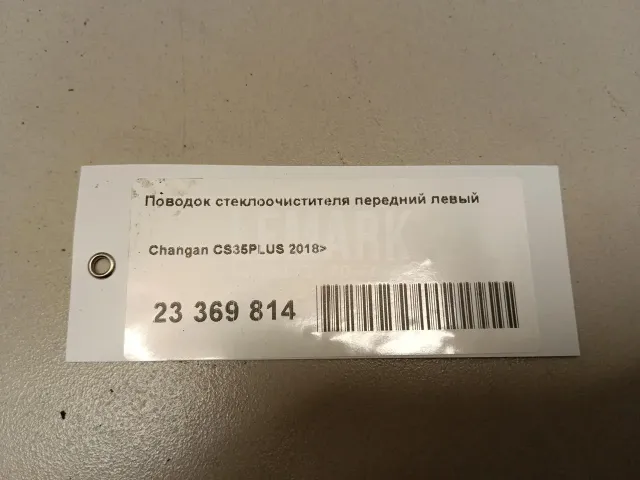 Поводок стеклоочистителя передний левый
Changan CS35PLUS 2018>
23 369 814